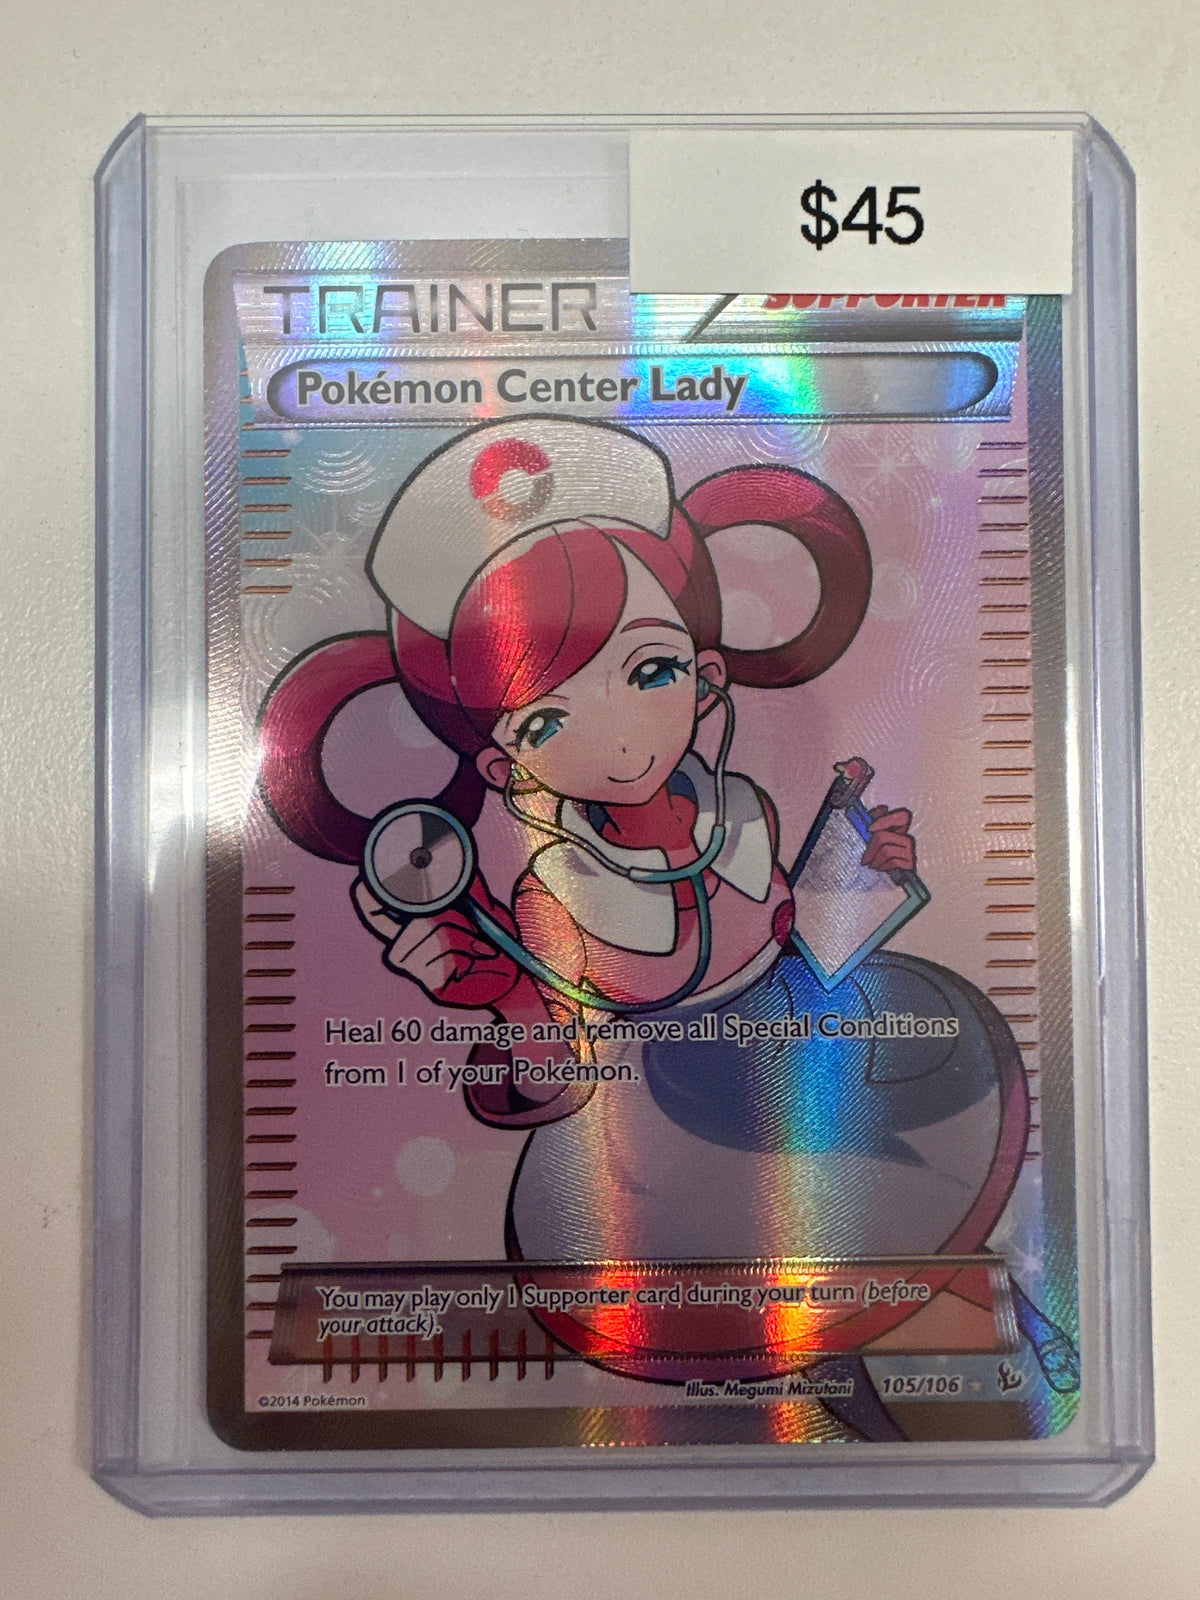 $45
TRAINER
SUPPORTER
Pokémon Center Lady
Heal 60 damage and remove all Special Conditions
from 1 of your Pokémon.
You may play only 1 Supporter card during your turn (before
your attack).
Illus. Megumi Mizutani 105/106
©2014 Pokémon